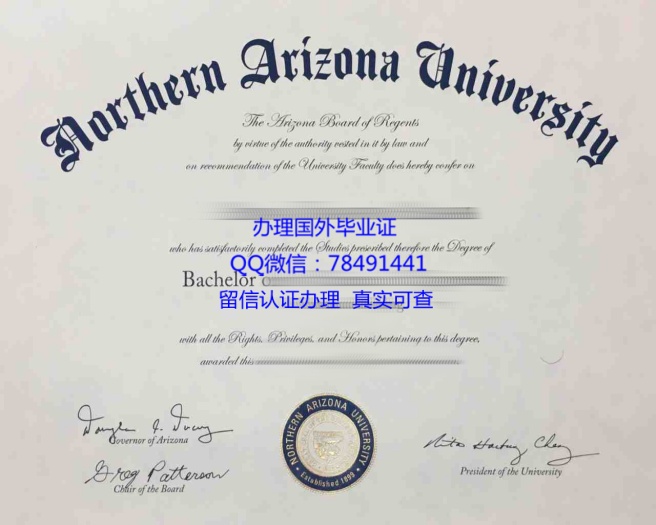 Northern Arizona University
The Arizona Board of Regents
by virtue of the authority vested in it by law and
on recommendation of the University Faculty does hereby confer on
办理国外毕业证
who has satisfactorily completed the Studies prescribed therefore the Degree of
QQ微信：78491441
Bachelor o
留信认证办理 真实可查
with all the Rights, Privileges, and Honors pertaining to this degree,
awarded this
Governor of Arizona
Greg Patterson
Chair of the Board
NORTHERN ARIZONA UNIVERSITY
Established 1899
President of the University